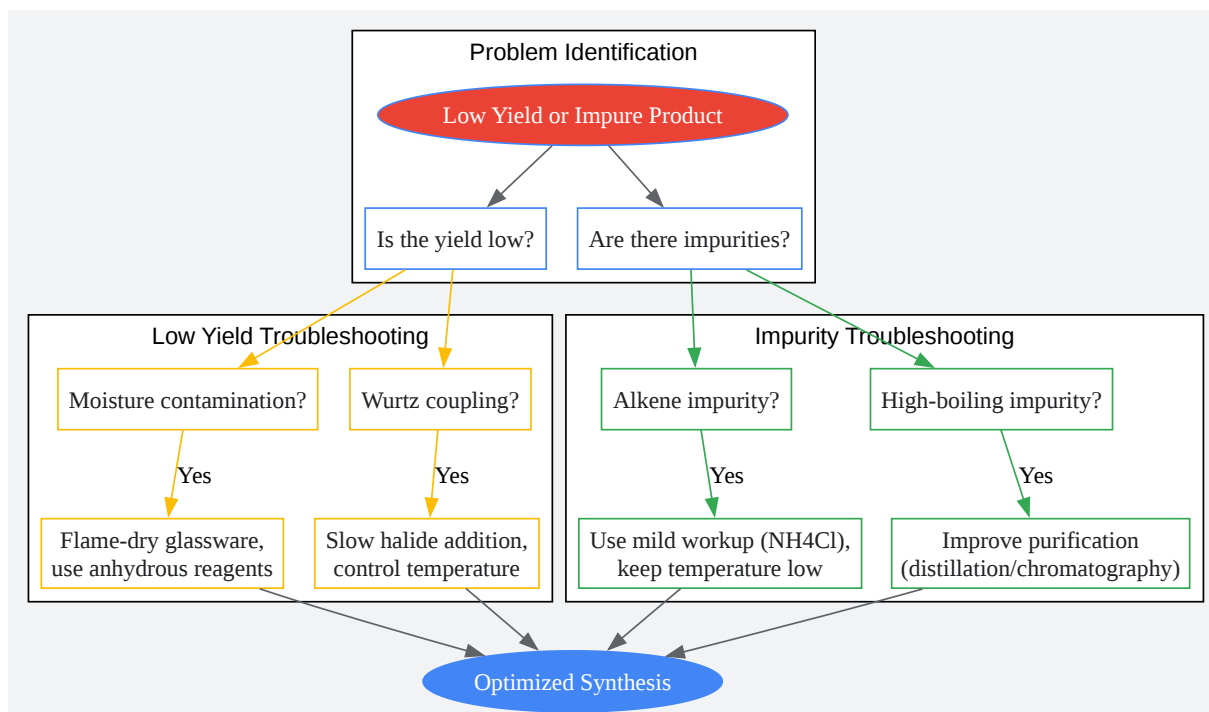 Problem Identification
Low Yield or Impure Product
Is the yield low?
Are there impurities?
Low Yield Troubleshooting
Impurity Troubleshooting
Moisture contamination?
Wurtz coupling?
Alkene impurity?
High-boiling impurity?
Yes
Yes
Yes
Yes
Flame-dry glassware,
use anhydrous reagents
Slow halide addition,
control temperature
Use mild workup (NH4Cl),
keep temperature low
Improve purification
(distillation/chromatography)
Optimized Synthesis